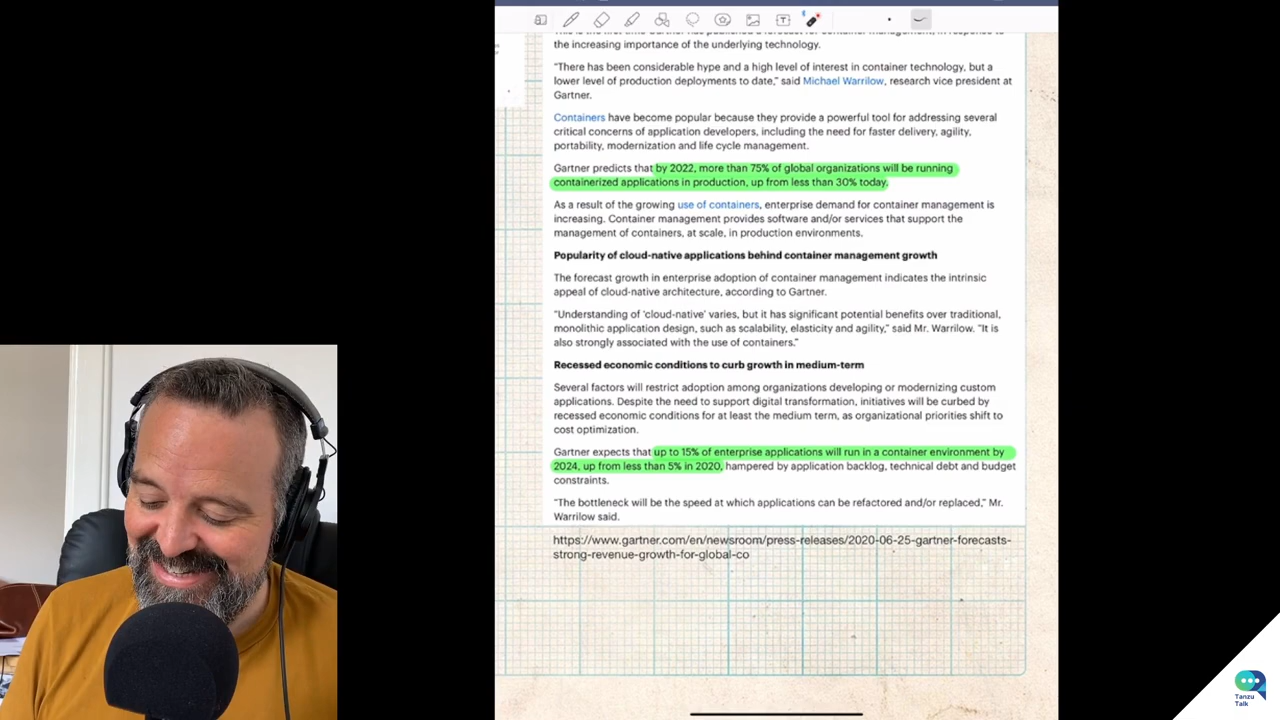 This is the first time Gartner has published a forecast for container management, in response to
the increasing importance of the underlying technology.
“There has been considerable hype and a high level of interest in container technology, but a
lower level of production deployments to date,” said Michael Warrilow, research vice president at
Gartner.
Containers have become popular because they provide a powerful tool for addressing several
critical concerns of application developers, including the need for faster delivery, agility,
portability, modernization and life cycle management.
Gartner predicts that by 2022, more than 75% of global organizations will be running
containerized applications in production, up from less than 30% today.
As a result of the growing use of containers, enterprise demand for container management is
increasing. Container management provides software and/or services that support the
management of containers, at scale, in production environments.
Popularity of cloud-native applications behind container management growth
The forecast growth in enterprise adoption of container management indicates the intrinsic
appeal of cloud-native architecture, according to Gartner.
“Understanding of ‘cloud-native’ varies, but it has significant potential benefits over traditional,
monolithic application design, such as scalability, elasticity and agility,” said Mr. Warrilow. “It is
also strongly associated with the use of containers.”
Recessed economic conditions to curb growth in medium-term
Several factors will restrict adoption among organizations developing or modernizing custom
applications. Despite the need to support digital transformation, initiatives will be curbed by
recessed economic conditions for at least the medium term, as organizational priorities shift to
cost optimization.
Gartner expects that up to 15% of enterprise applications will run in a container environment by
2024, up from less than 5% in 2020, hampered by application backlog, technical debt and budget
constraints.
“The bottleneck will be the speed at which applications can be refactored and/or replaced,” Mr.
Warrilow said.
https://www.gartner.com/en/newsroom/press-releases/2020-06-25-gartner-forecasts-
strong-revenue-growth-for-global-co
Tanzu
Talk